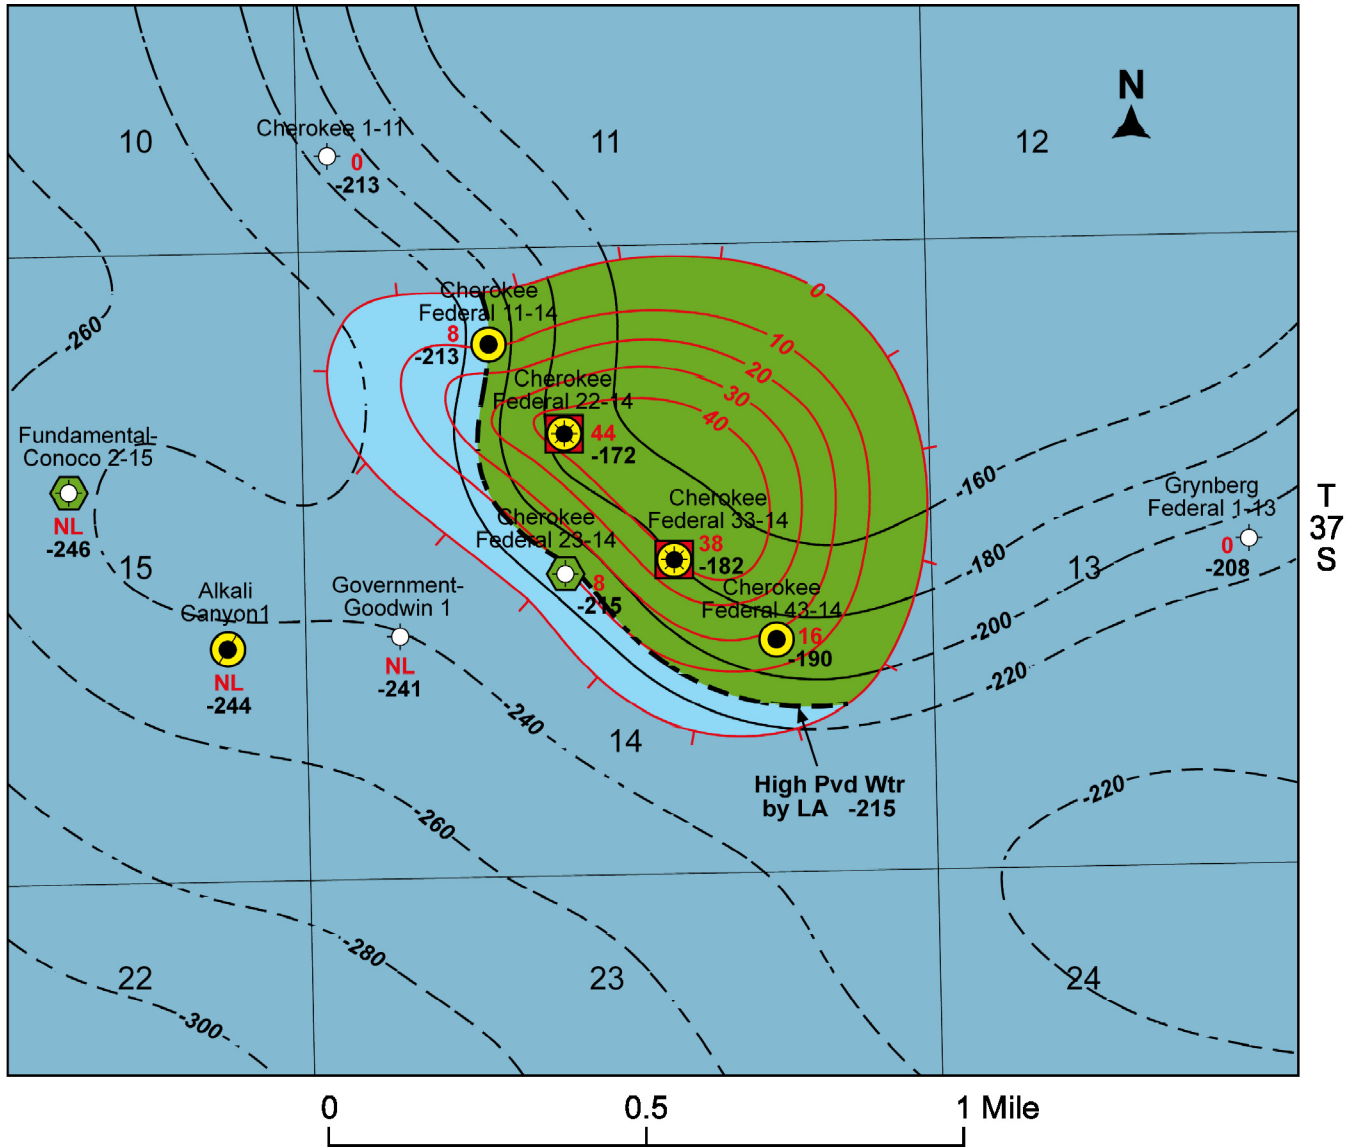 N
10
11
12
Cherokee 1-11
0
-213
Cherokee
Federal 11-14
8
-213
0
10
20
30
40
-260
Cherokee
Federal 22-14
44
-172
Fundamental-
Conoco 2-15
NL
-246
-160
Grynberg
Federal 1-13
0
-208
T
37
S
Cherokee
Federal 33-14
38
-182
Cherokee
Federal 23-14
8
-215
-180
13
15
Alkali
Canyon1
NL
-244
Government-
Goodwin 1
NL
-241
Cherokee
Federal 43-14
16
-190
-200
-220
-240
14
High Pvd Wtr
by LA -215
-220
-260
-280
22
23
24
-300
0
0.5
1 Mile